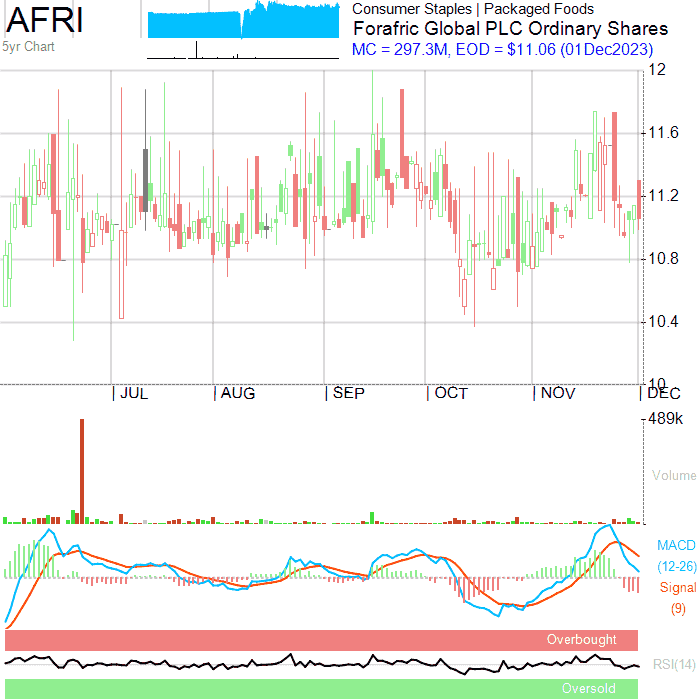 AFRI
5yr Chart
Consumer Staples | Packaged Foods
Forafric Global PLC Ordinary Shares
MC = 297.3M, EOD = $11.06 (01Dec2023)
12
11.6
11.2
10.8
10.4
10
| JUL | AUG | SEP | OCT | NOV | DEC
489k
Volume
MACD
(12-26)
Signal
(9)
Overbought
RSI(14)
Oversold